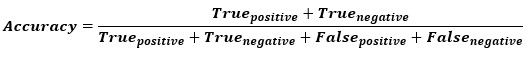 Accuracy = (True_positive + True_negative) / (True_positive + True_negative + False_positive + False_negative)